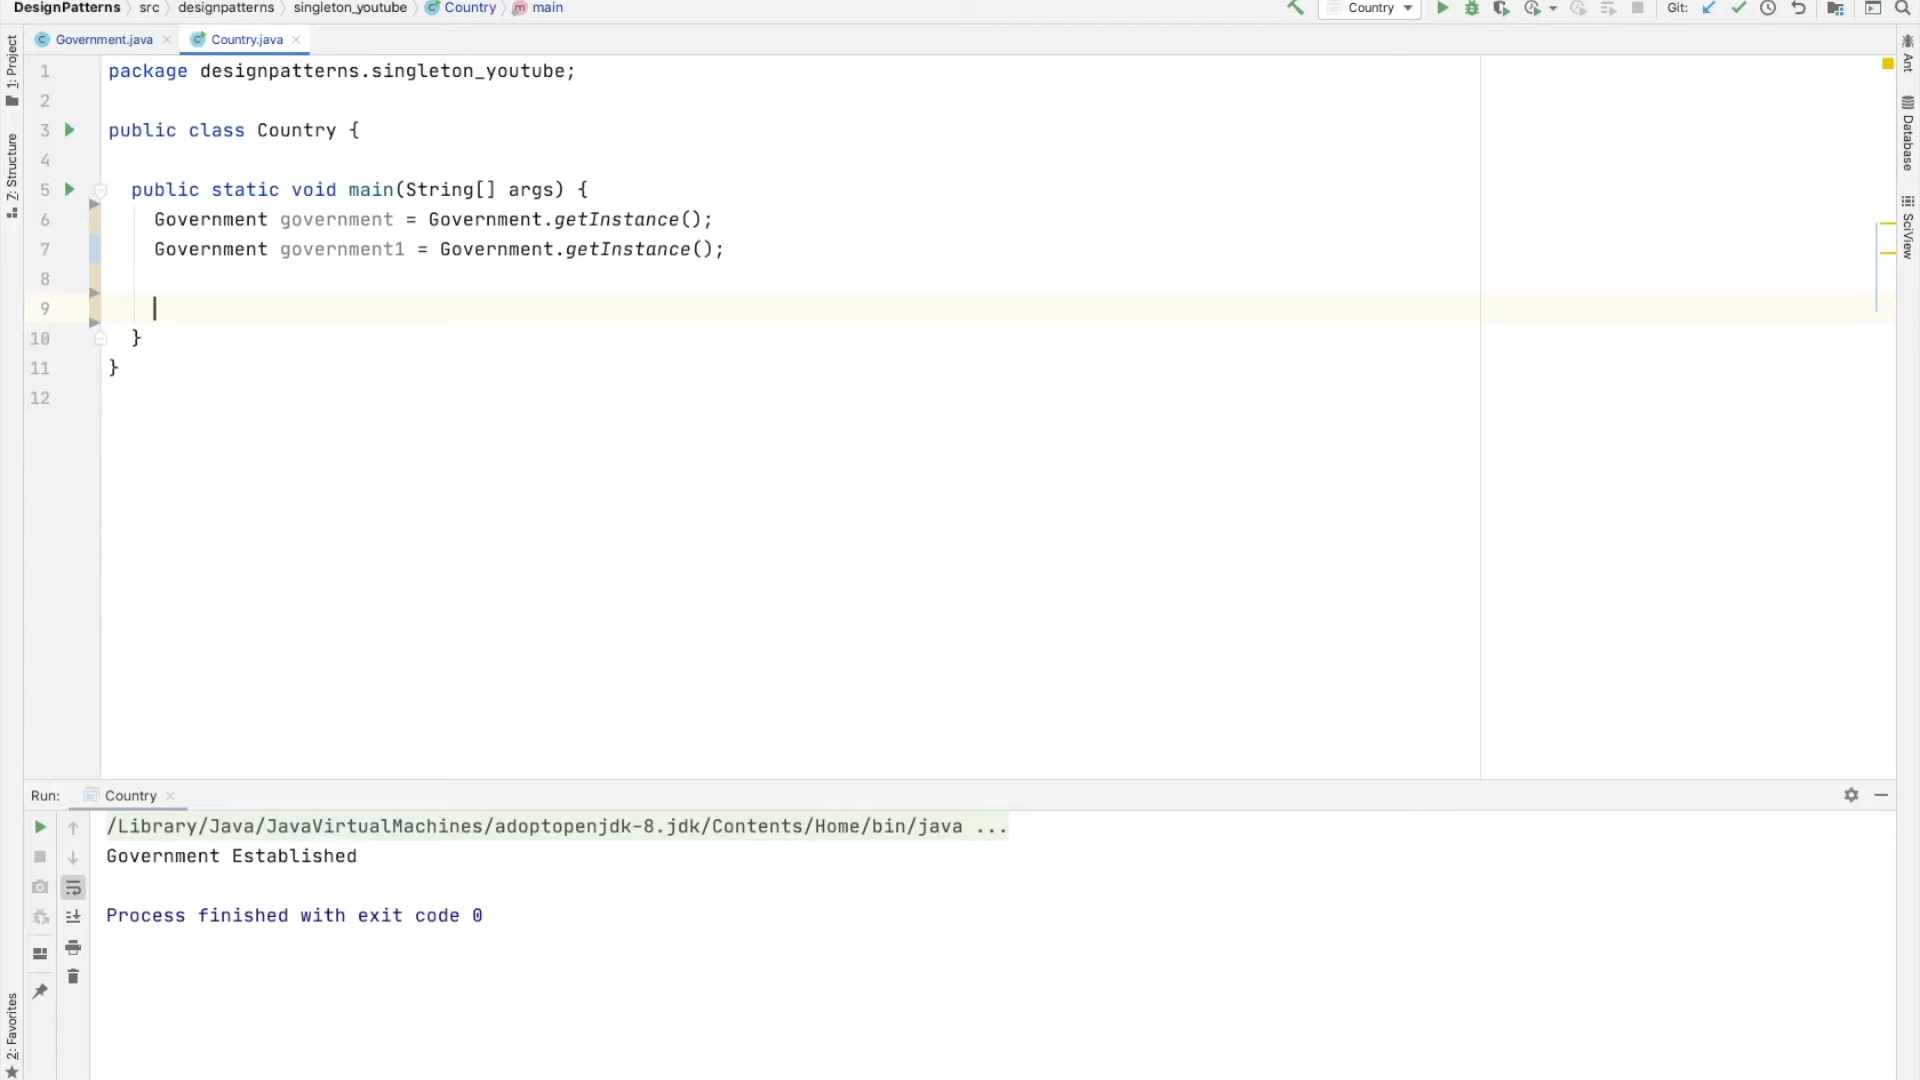 DesignPatterns src designpatterns singleton_youtube Country main
Country
Git:
Government.java
Country.java
1: Project
7: Structure
2: Favorites
Ant
Database
SciView
1 package designpatterns.singleton_youtube;
2
3 public class Country {
4
5 public static void main(String[] args) {
6 Government government = Government.getInstance();
7 Government government1 = Government.getInstance();
8
9
10 }
11 }
12
Run: Country
/Library/Java/JavaVirtualMachines/adoptopenjdk-8.jdk/Contents/Home/bin/java ...
Government Established
Process finished with exit code 0